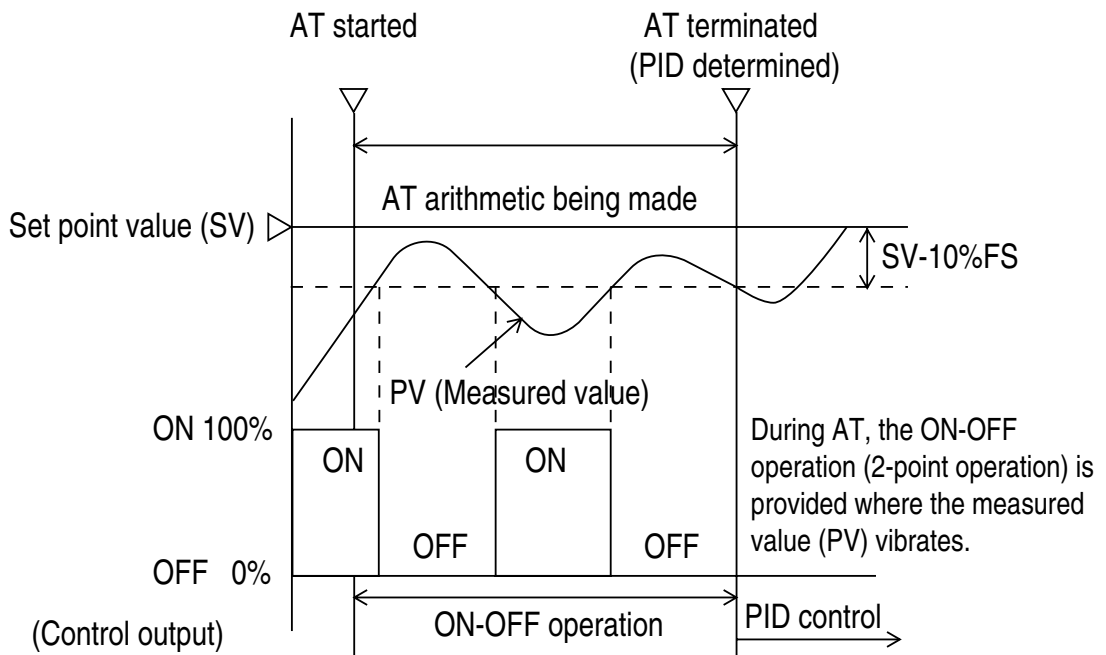 AT started
AT terminated
(PID determined)
AT arithmetic being made
Set point value (SV)
SV-10%FS
PV (Measured value)
ON 100%
ON
ON
During AT, the ON-OFF
operation (2-point operation) is
provided where the measured
value (PV) vibrates.
OFF
OFF
OFF 0%
ON-OFF operation
PID control
(Control output)